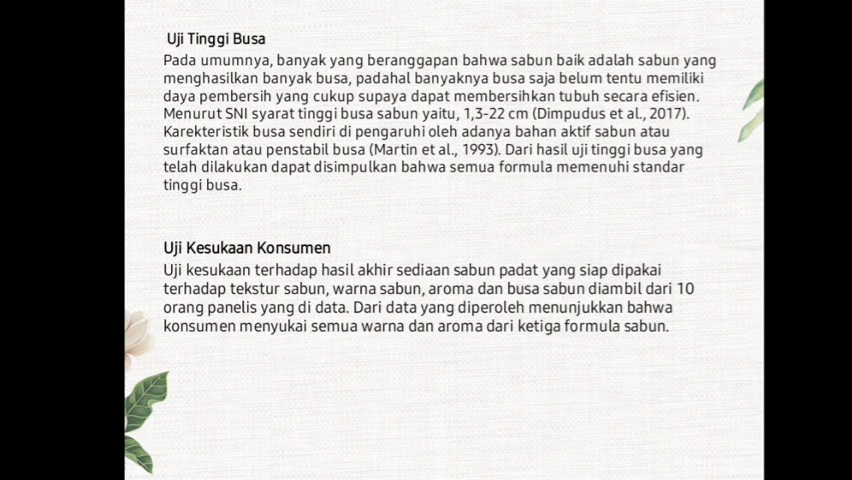 Uji Tinggi Busa
Pada umumnya, banyak yang beranggapan bahwa sabun baik adalah sabun yang
menghasilkan banyak busa, padahal banyaknya busa saja belum tentu memiliki
daya pembersih yang cukup supaya dapat membersihkan tubuh secara efisien.
Menurut SNI syarat tinggi busa sabun yaitu, 1,3-22 cm (Dimpudus et al., 2017).
Karekteristik busa sendiri di pengaruhi oleh adanya bahan aktif sabun atau
surfaktan atau penstabil busa (Martin et al., 1993). Dari hasil uji tinggi busa yang
telah dilakukan dapat disimpulkan bahwa semua formula memenuhi standar
tinggi busa.
Uji Kesukaan Konsumen
Uji kesukaan terhadap hasil akhir sediaan sabun padat yang siap dipakai
terhadap tekstur sabun, warna sabun, aroma dan busa sabun diambil dari 10
orang panelis yang di data. Dari data yang diperoleh menunjukkan bahwa
konsumen menyukai semua warna dan aroma dari ketiga formula sabun.